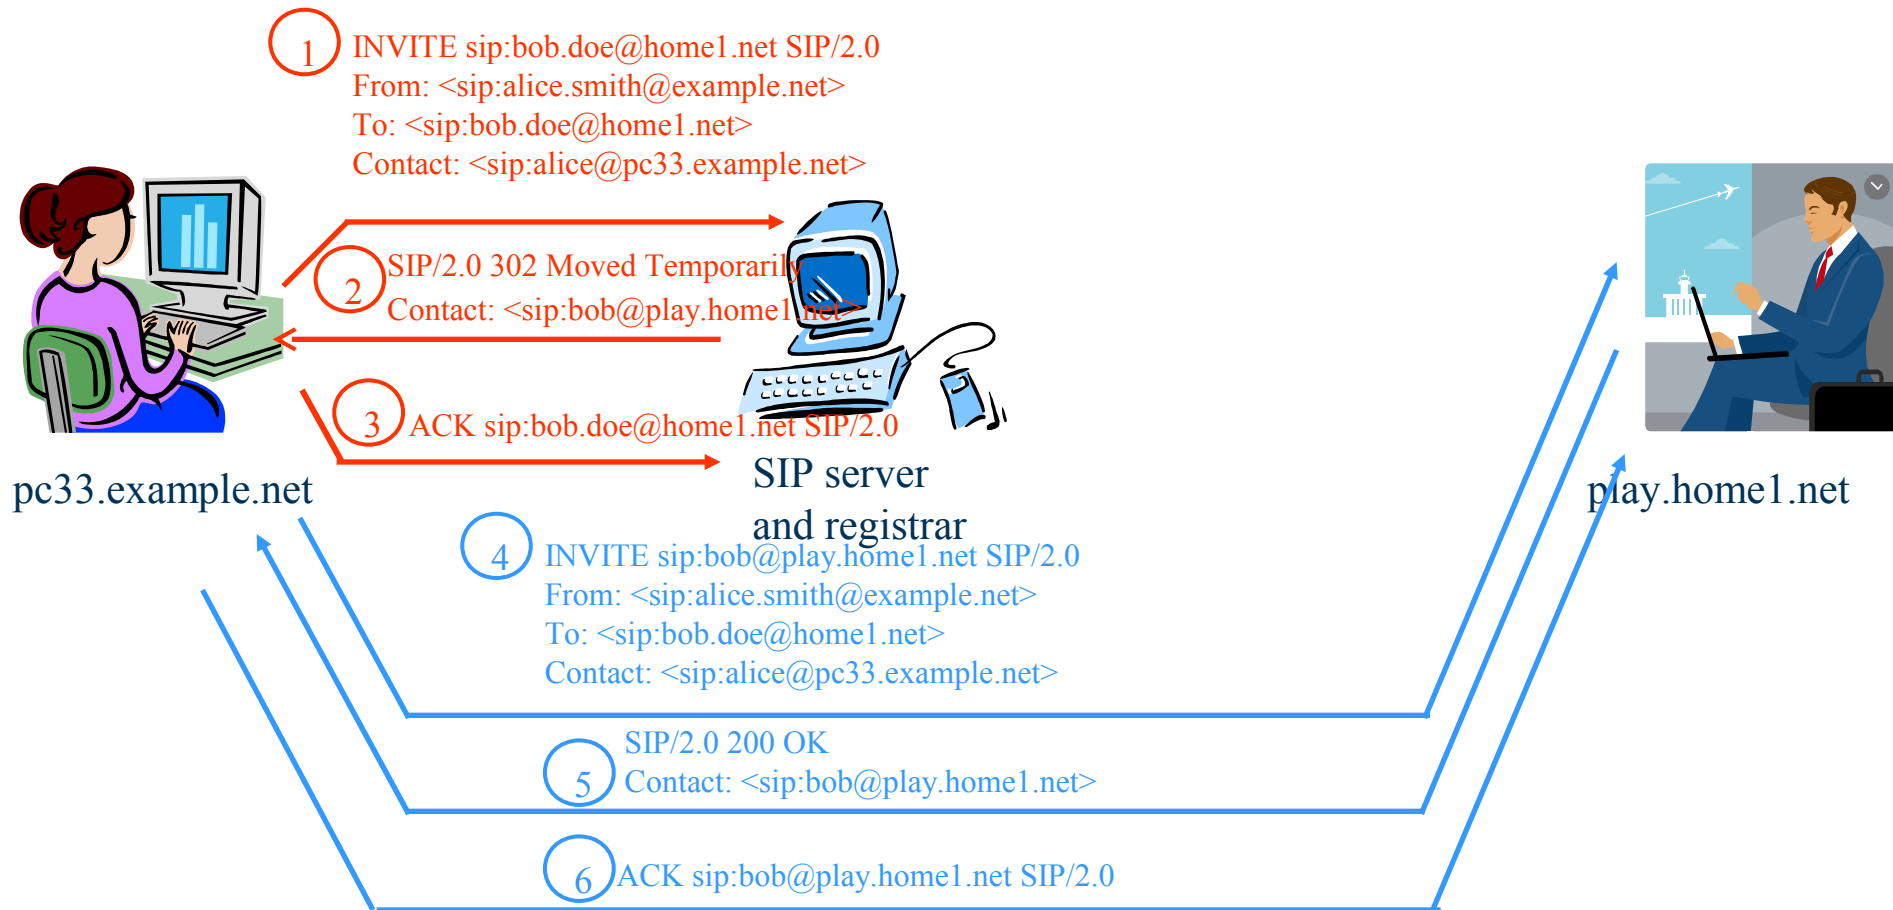 1
INVITE sip:bob.doe@home1.net SIP/2.0
From: <sip:alice.smith@example.net>
To: <sip:bob.doe@home1.net>
Contact: <sip:alice@pc33.example.net>
2
SIP/2.0 302 Moved Temporarily
Contact: <sip:bob@play.home1.net>
3
ACK sip:bob.doe@home1.net SIP/2.0
pc33.example.net
SIP server
and registrar
play.home1.net
4
INVITE sip:bob@play.home1.net SIP/2.0
From: <sip:alice.smith@example.net>
To: <sip:bob.doe@home1.net>
Contact: <sip:alice@pc33.example.net>
5
SIP/2.0 200 OK
Contact: <sip:bob@play.home1.net>
6
ACK sip:bob@play.home1.net SIP/2.0